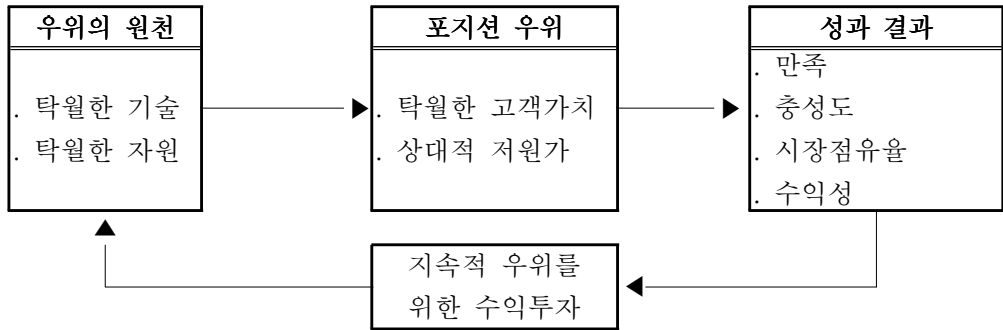 우위의 원천
. 탁월한 기술
. 탁월한 자원
포지션 우위
. 탁월한 고객가치
. 상대적 저원가
성과 결과
. 만족
. 충성도
. 시장점유율
. 수익성
지속적 우위를
위한 수익투자